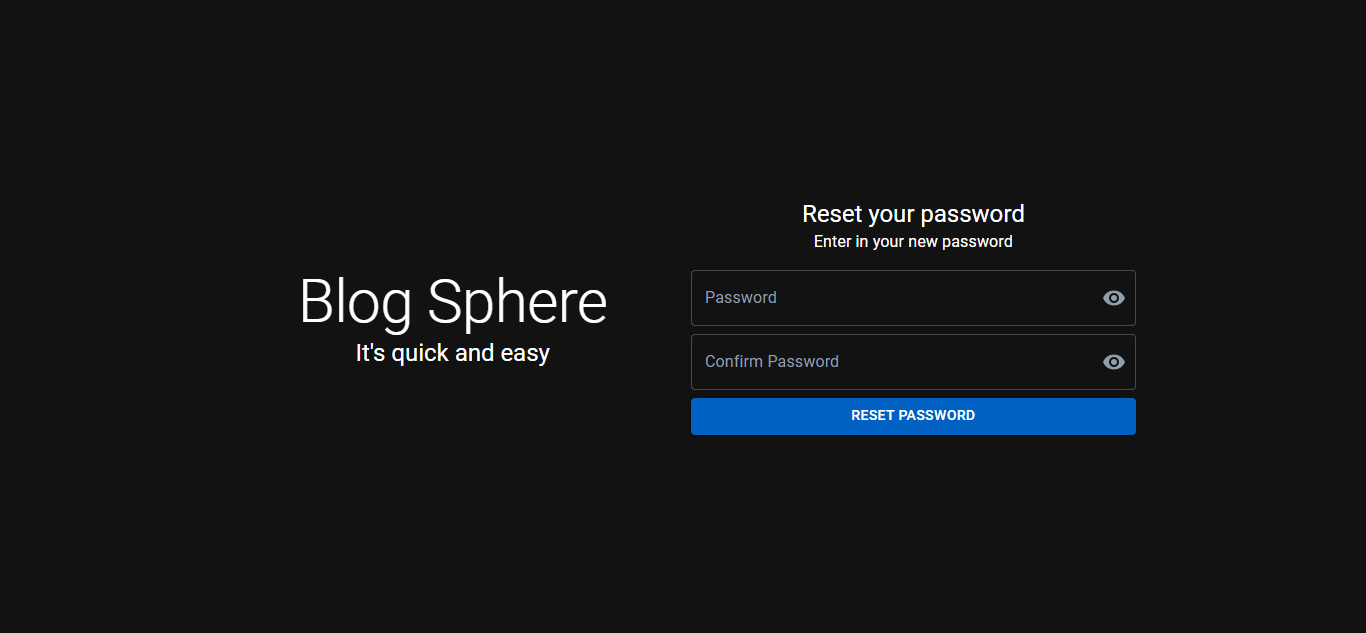 Blog Sphere
It's quick and easy
Reset your password
Enter in your new password
Password
Confirm Password
RESET PASSWORD